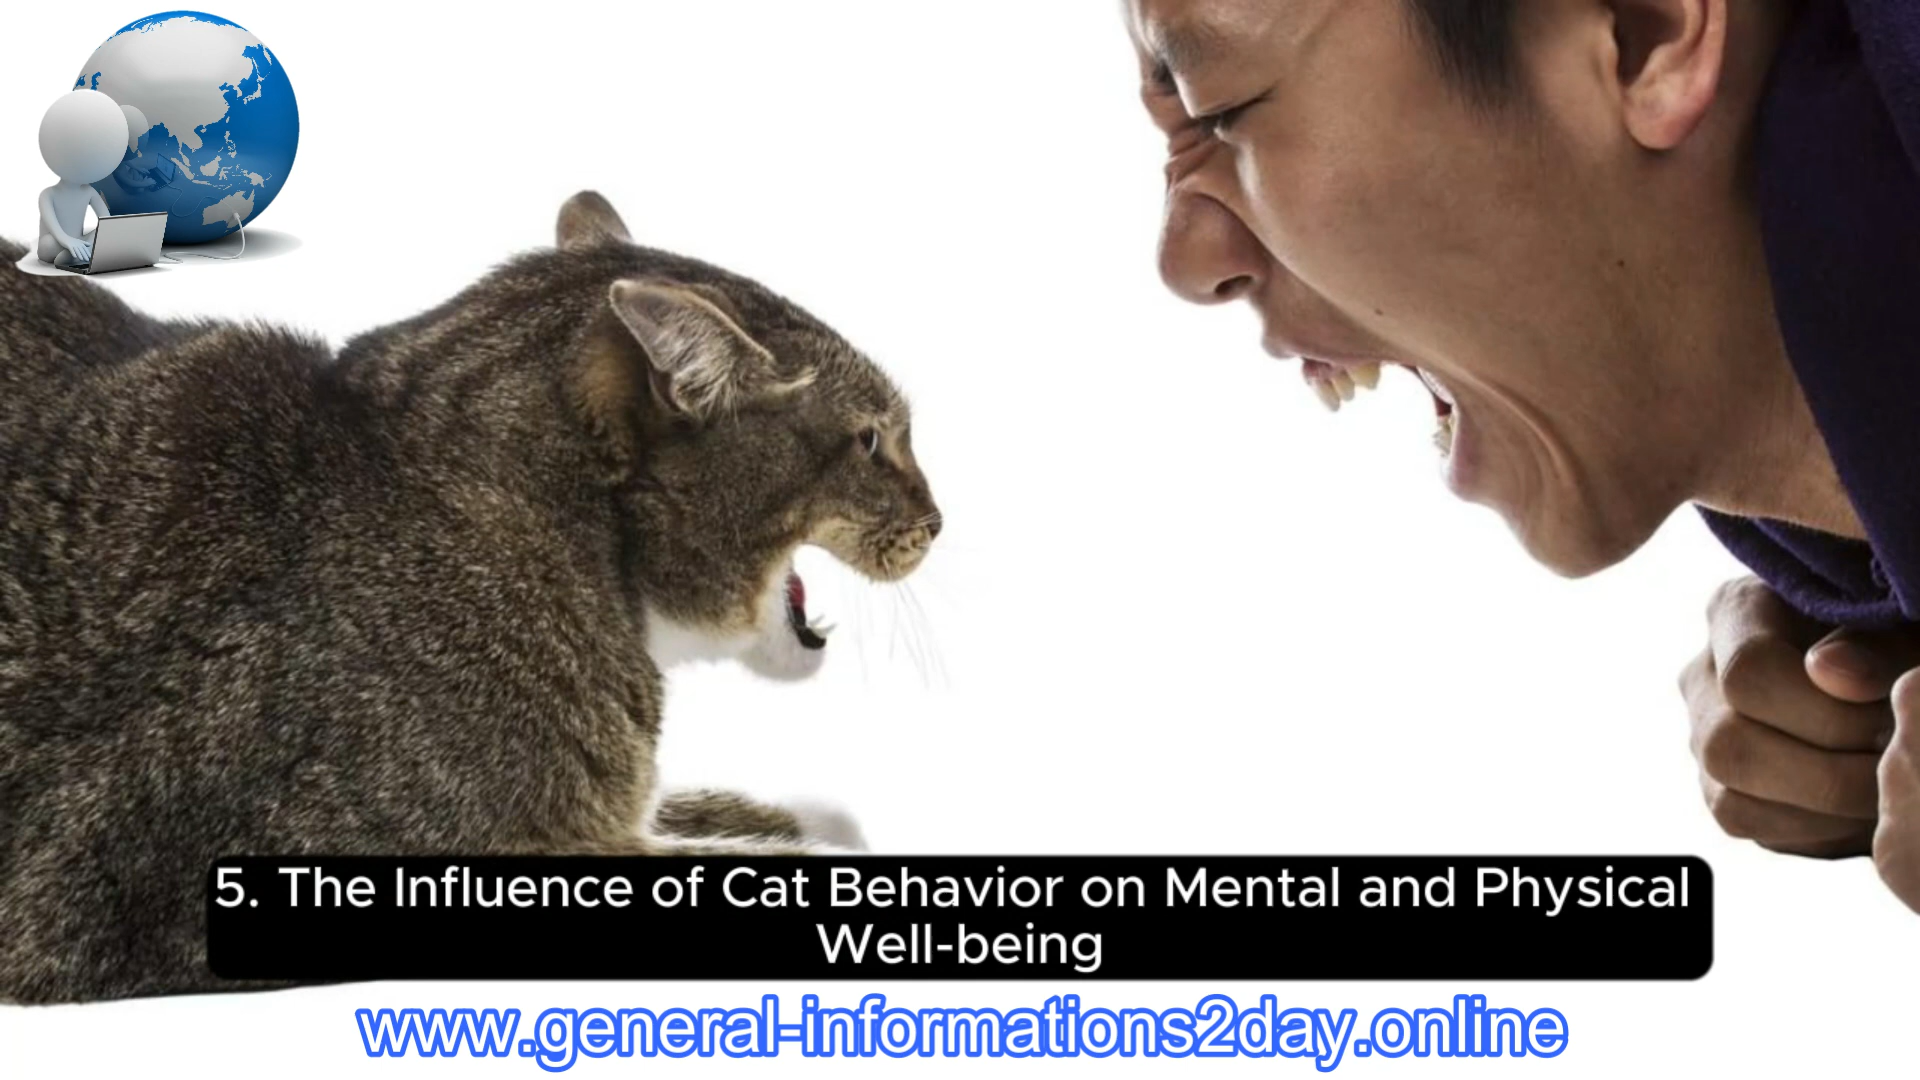 5. The Influence of Cat Behavior on Mental and Physical
Well-being
www.general-informations2day.online